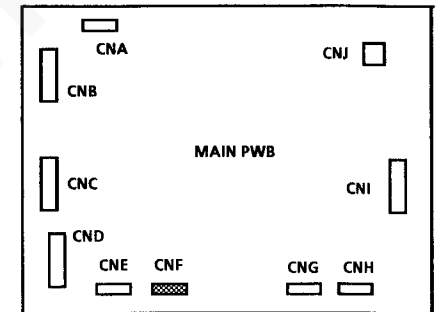 CNA
CNJ
CNB
MAIN PWB
CNC
CNI
CND
CNE CNF CNG CNH